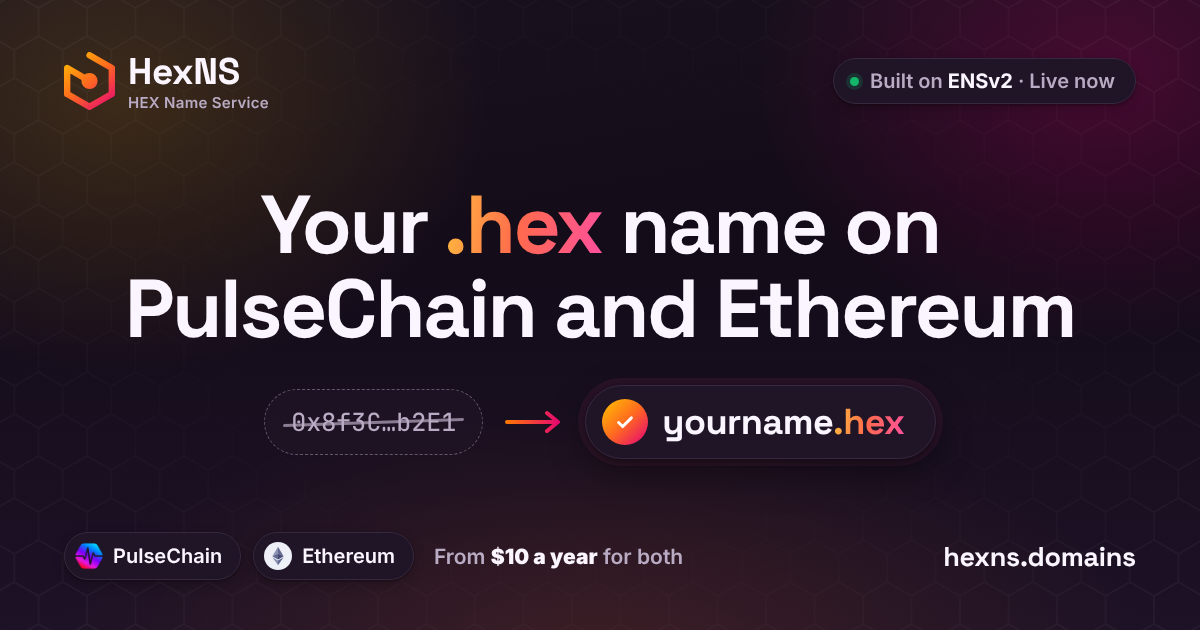 HexNS
HEX Name Service
Built on ENSv2 · Live now
Your .hex name on
PulseChain and Ethereum
0x8f3C…b2E1
yourname.hex
PulseChain
Ethereum
From $10 a year for both
hexns.domains